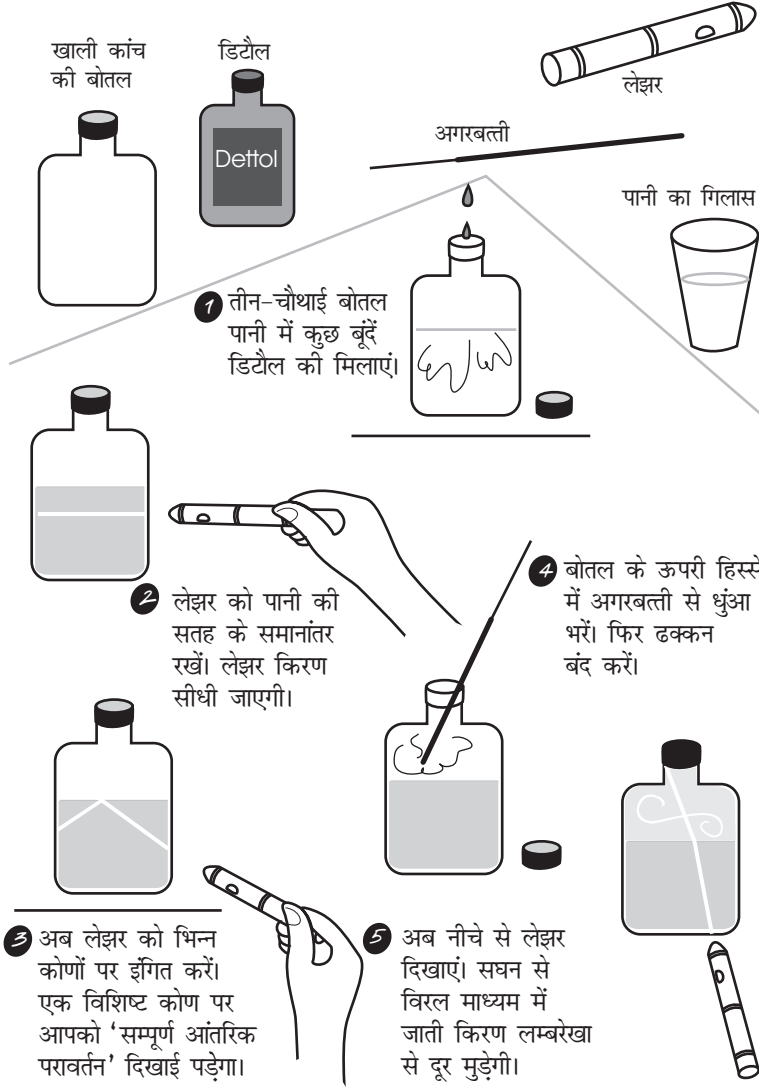 खाली कांच
की बोतल
डिटौल
Dettol
लेझर
अगरबत्ती
पानी का गिलास
1 तीन-चौथाई बोतल
पानी में कुछ बूंदें
डिटौल की मिलाएं।
2 लेझर को पानी की
सतह के समानांतर
रखें। लेझर किरण
सीधी जाएगी।
3 अब लेझर को भिन्न
कोणों पर इंगित करें।
एक विशिष्ट कोण पर
आपको ‘सम्पूर्ण आंतरिक
परावर्तन’ दिखाई पड़ेगा।
4 बोतल के ऊपरी हिस्से
में अगरबत्ती से धुंआ
भरें। फिर ढक्कन
बंद करें।
5 अब नीचे से लेझर
दिखाएं। सघन से
विरल माध्यम में
जाती किरण लम्बरेखा
से दूर मुड़ेगी।